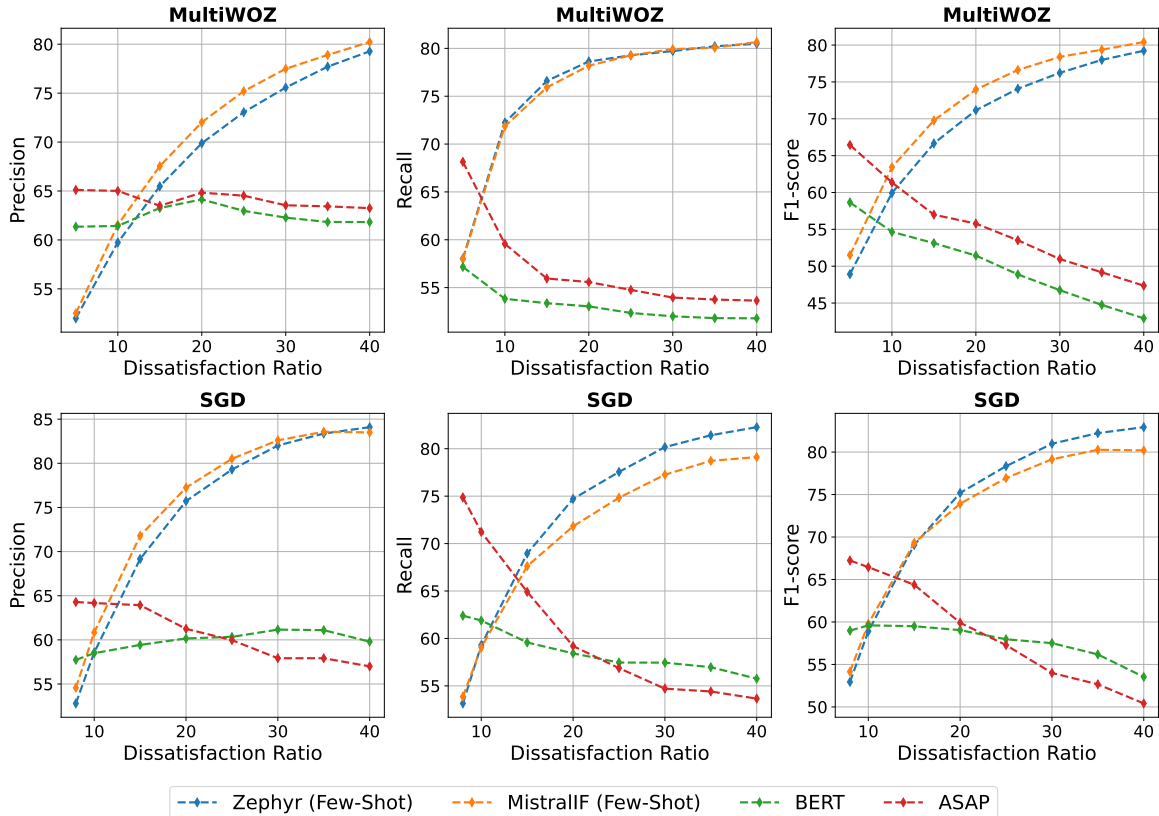 MultiWOZ
MultiWOZ
MultiWOZ
Precision
80
75
70
65
60
55
10
20
30
40
Dissatisfaction Ratio
Recall
80
75
70
65
60
55
10
20
30
40
Dissatisfaction Ratio
F1-score
80
75
70
65
60
55
50
45
10
20
30
40
Dissatisfaction Ratio
SGD
SGD
SGD
Precision
85
80
75
70
65
60
55
10
20
30
40
Dissatisfaction Ratio
Recall
80
75
70
65
60
55
10
20
30
40
Dissatisfaction Ratio
F1-score
80
75
70
65
60
55
50
10
20
30
40
Dissatisfaction Ratio
Zephyr (Few-Shot)
MistralIF (Few-Shot)
BERT
ASAP